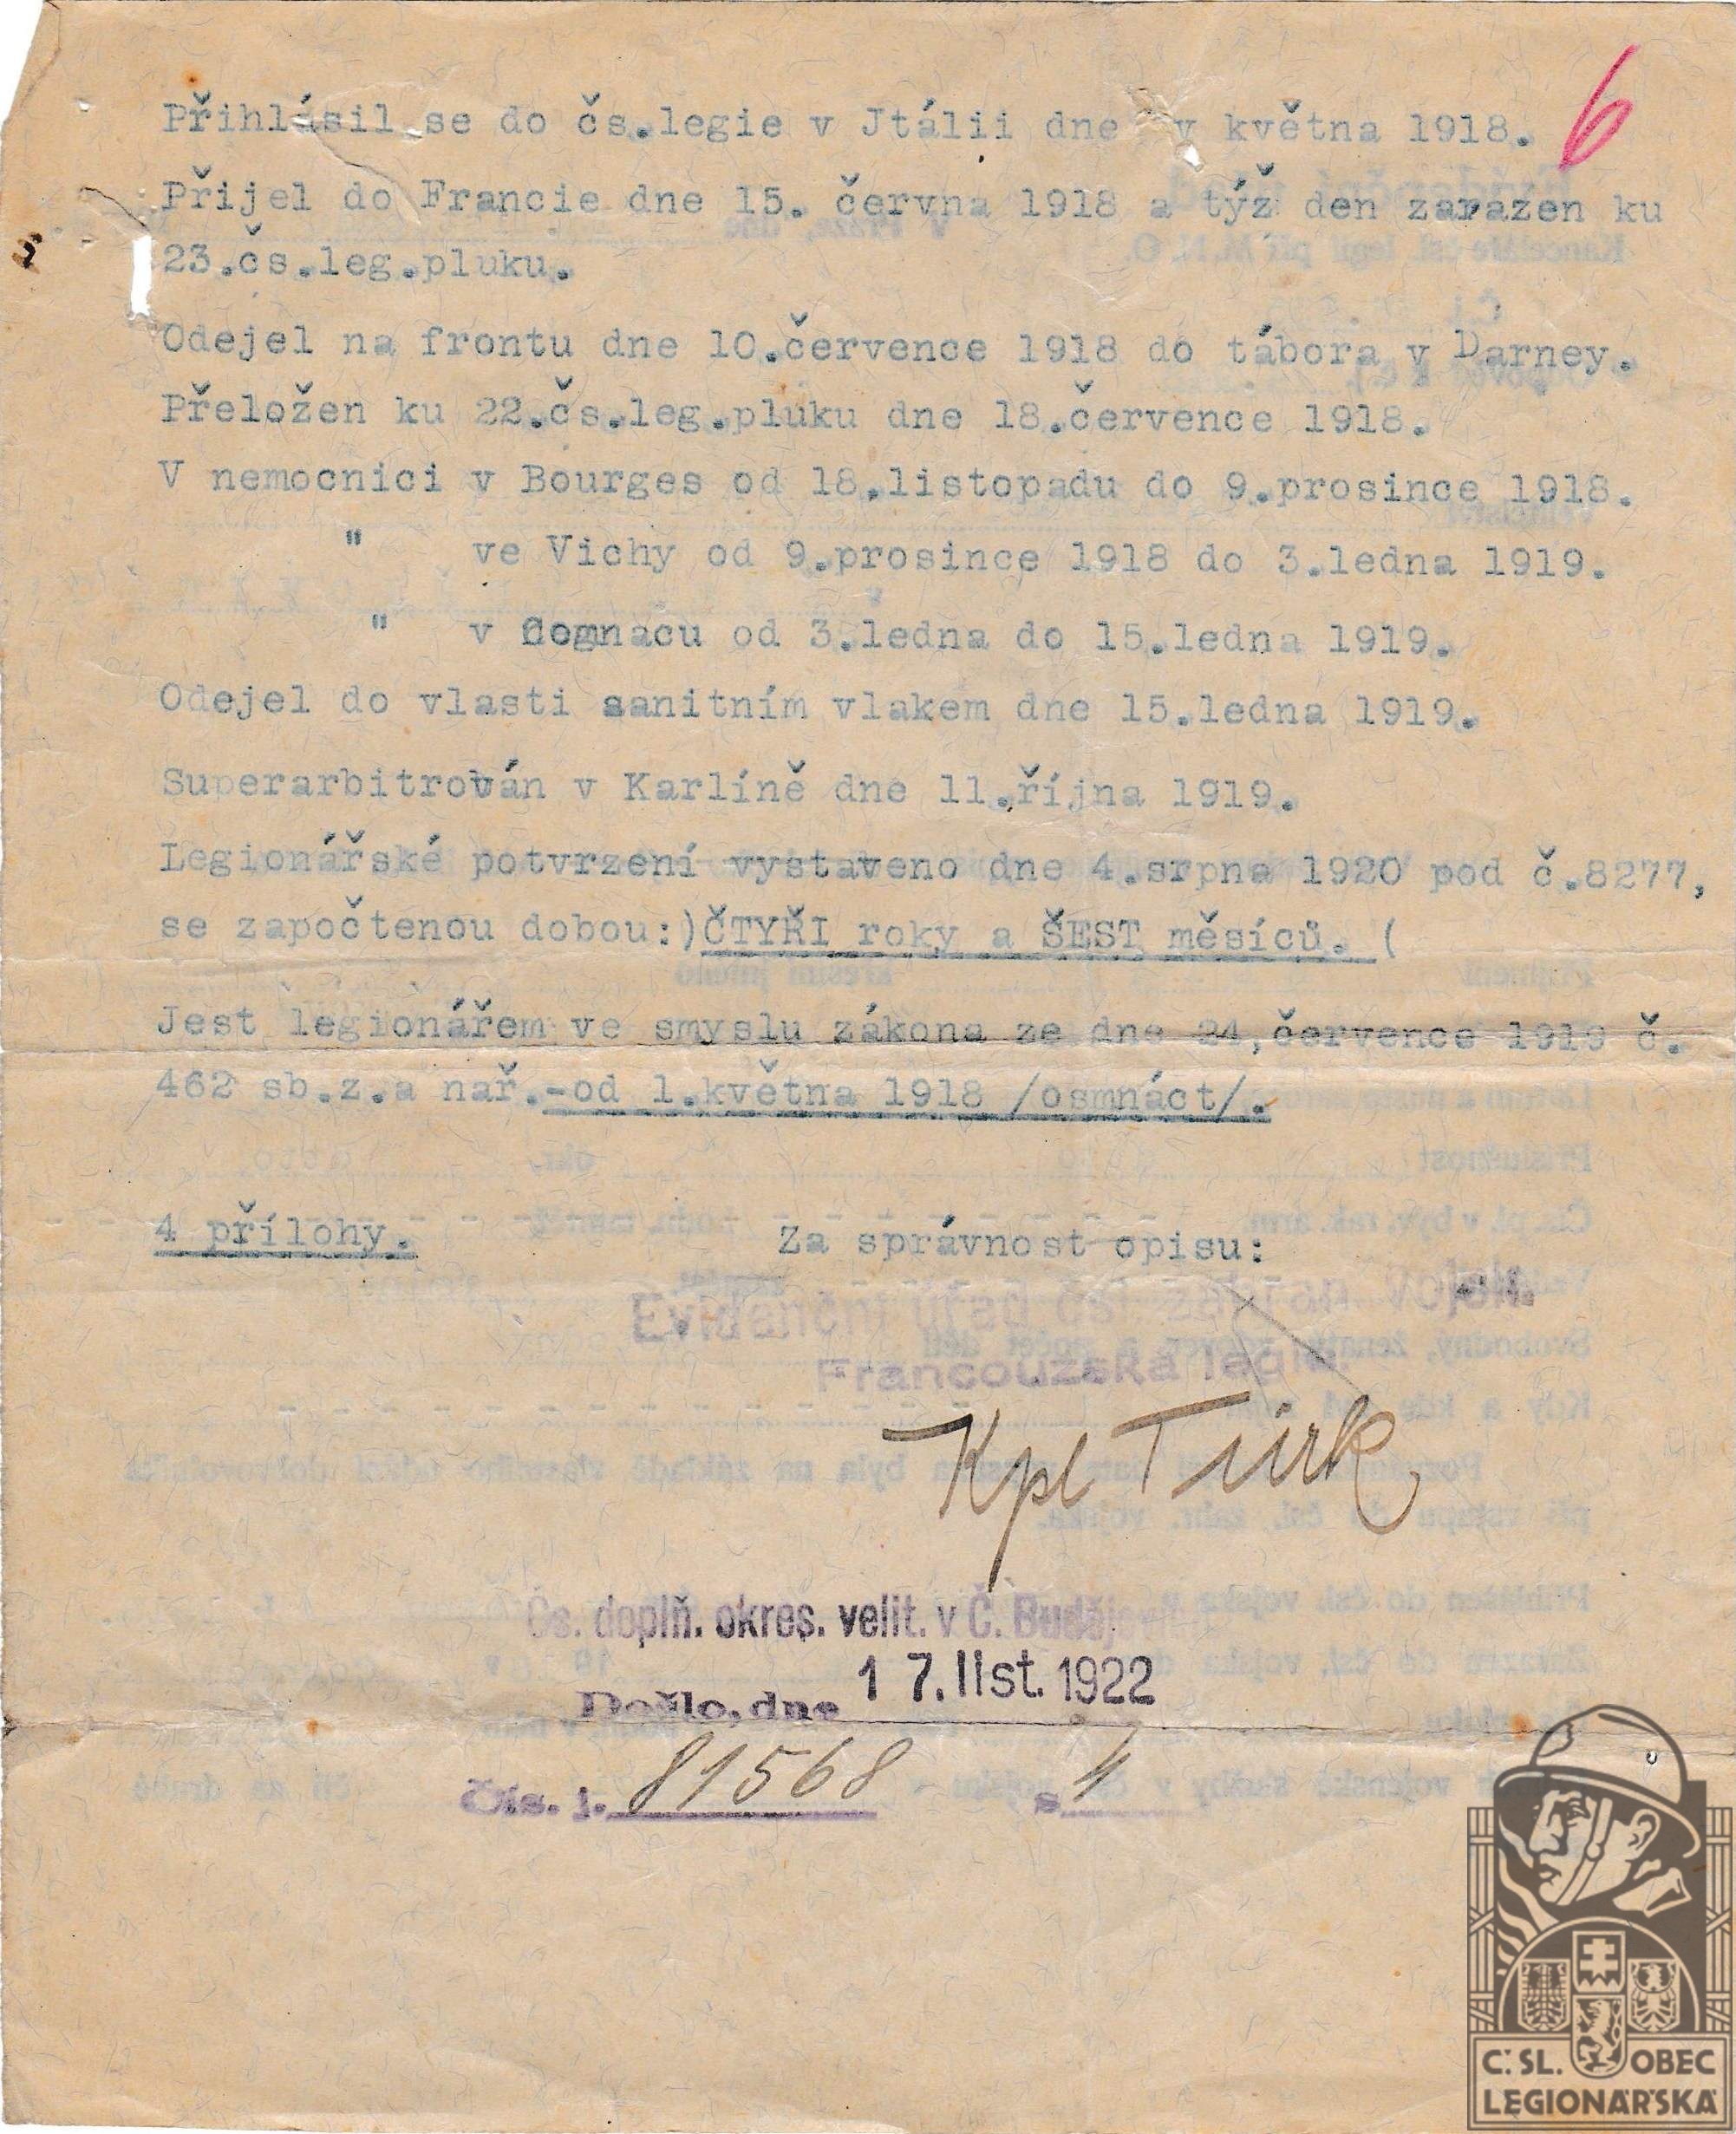 6
Přihlásil se do čs.legie v Jtálii dne v května 1918.
Přijel do Francie dne 15. června 1918 a týž den zařazen ku
23.čs.leg.pluku.
Odejel na frontu dne 10.července 1918 do tábora v Darney.
Přeložen ku 22.čs.leg.pluku dne 18.července 1918.
V nemocnici v Bourges od 18.listopadu do 9.prosince 1918.
" ve Vichy od 9.prosince 1918 do 3.ledna 1919.
" v Cognacu od 3.ledna do 15.ledna 1919.
Odejel do vlasti sanitním vlakem dne 15.ledna 1919.
Superarbitrován v Karlíně dne 11.října 1919.
Legionářské potvrzení vystaveno dne 4.srpna 1920 pod č.8277,
se započtenou dobou:)ČTYŘI roky a ŠEST měsíců. (
Jest legionářem ve smyslu zákona ze dne 24,července 1919 č.
462 sb.z.a nař.-od 1.května 1918 /osmnáct/.
4 přílohy. Za správnost opisu:
Evidenční úřad čsl. zahran. vojsk.
Francouzská legie.
Kpl Türk
Čs. doplň. okres. velit. v Č. Budějov
Došlo, dne 17. list. 1922
Čís. j. 81568 s 4
Č.SL. OBEC
LEGIONÁŘSKÁ